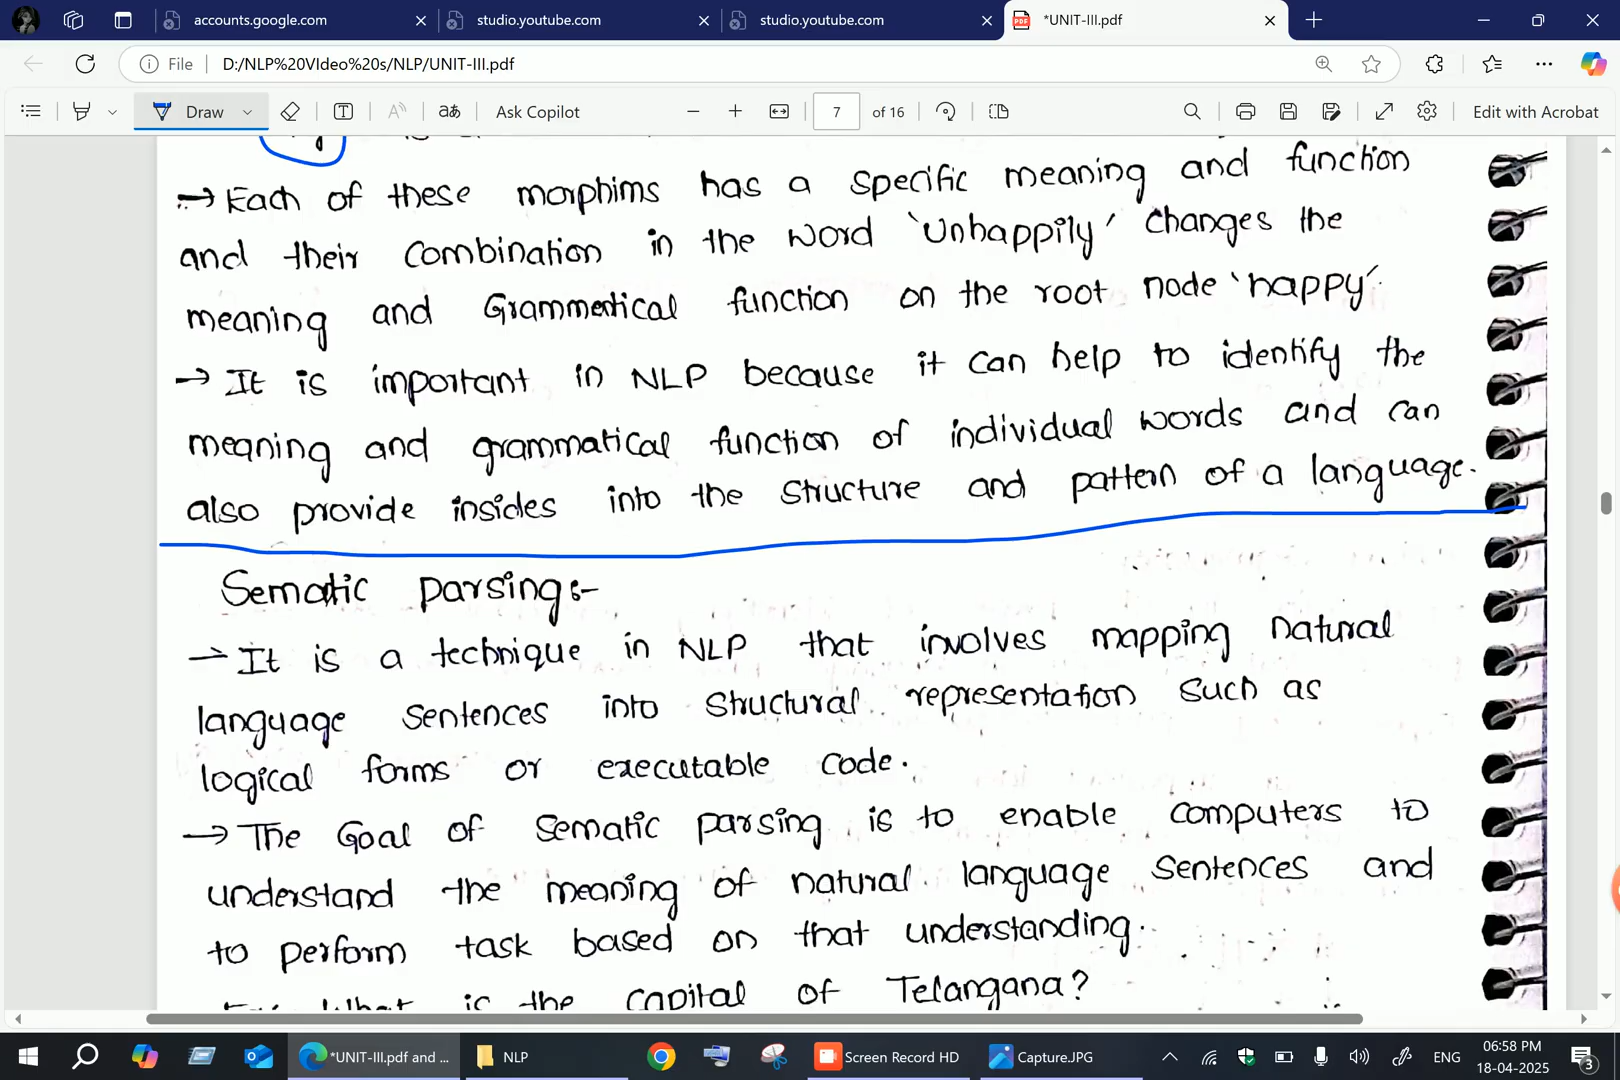 accounts.google.com
studio.youtube.com
studio.youtube.com
*UNIT-III.pdf
File
D:/NLP%20VIdeo%20s/NLP/UNIT-III.pdf
Draw
Ask Copilot
7
of 16
Edit with Acrobat
→ Each of these morphims has a specific meaning and function
and their Combination in the word 'Unhappily' changes the
meaning and Grammetical function on the root node 'happy'.
→ It is important in NLP because it can help to identify the
meaning and grammatical function of individual words and can
also provide insides into the structure and pattern of a language.
Sematic Parsing:-
→ It is a technique in NLP that involves mapping natural
language sentences into structural representation such as
logical forms or executable code.
→ The Goal of sematic parsing is to enable computers to
understand the meaning of natural language sentences and
to perform task based on that understanding.
What is the capital of Telangana?
*UNIT-III.pdf and ...
NLP
Screen Record HD
Capture.JPG
ENG
06:58 PM
18-04-2025
3